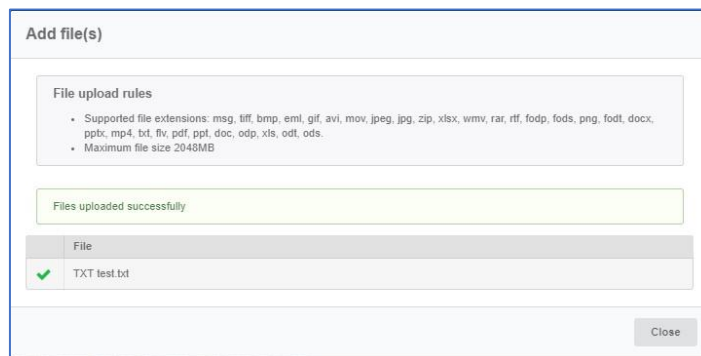 Add file(s)
File upload rules
• Supported file extensions: msg, tiff, bmp, eml, gif, avi, mov, jpeg, jpg, zip, xlsx, wmv, rar, rtf, fodp, fods, png, fodt, docx,
pptx, mp4, txt, flv, pdf, ppt, doc, odp, xls, odt, ods.
• Maximum file size 2048MB
Files uploaded successfully
File
TXT test.txt
Close